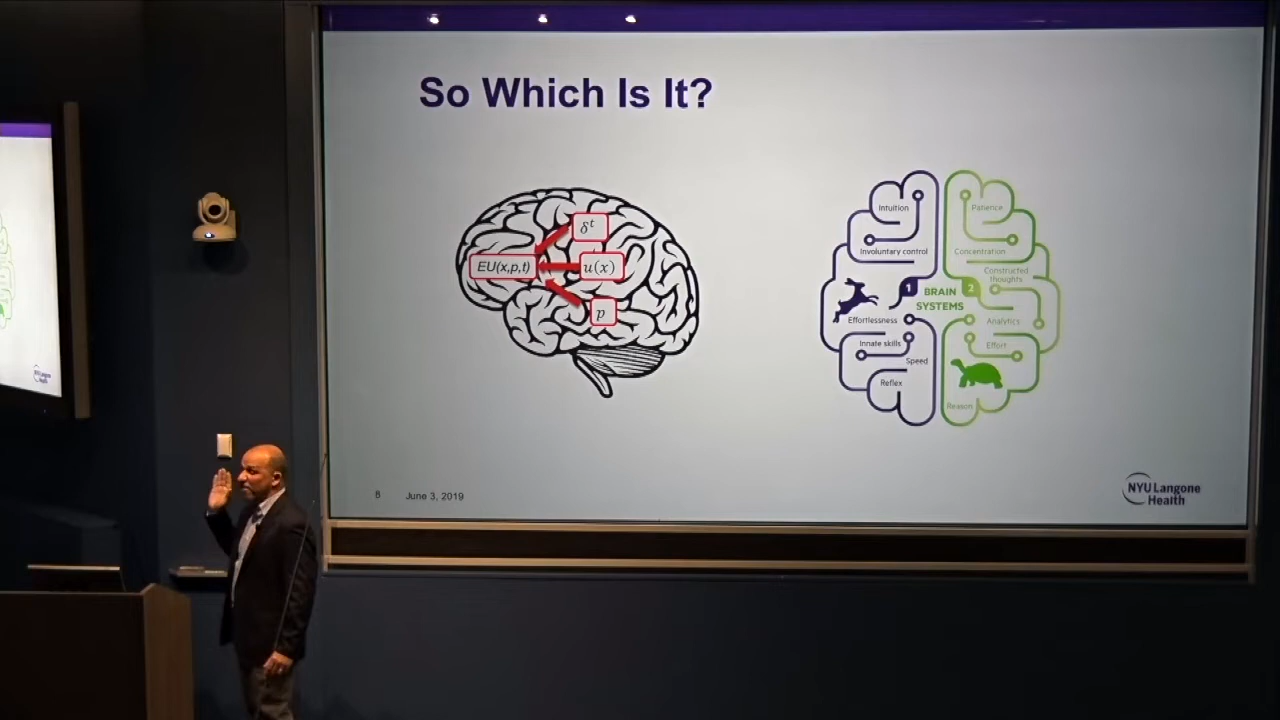 So Which Is It?
δᵗ
EU(x,p,t)
u(x)
p
Intuition
Involuntary control
1
Effortlessness
Innate skills
Speed
Reflex
BRAIN
SYSTEMS
Patience
Concentration
Constructed
thoughts
2
Analytics
Effort
Reason
8 June 3, 2019
NYU Langone
Health